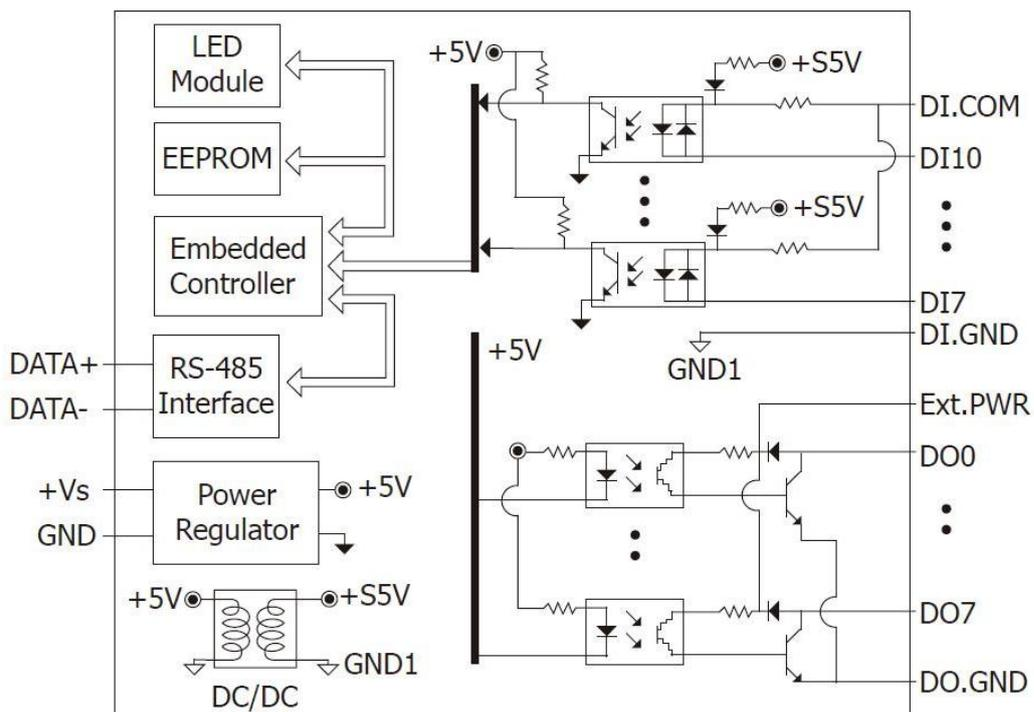 LED
Module
EEPROM
Embedded
Controller
RS-485
Interface
DATA+
DATA-
Power
Regulator
+Vs
GND
+5V
+5V
+S5V
GND1
DC/DC
+5V
+S5V
DI.COM
DI10
+S5V
DI7
DI.GND
GND1
+5V
Ext.PWR
DO0
DO7
DO.GND